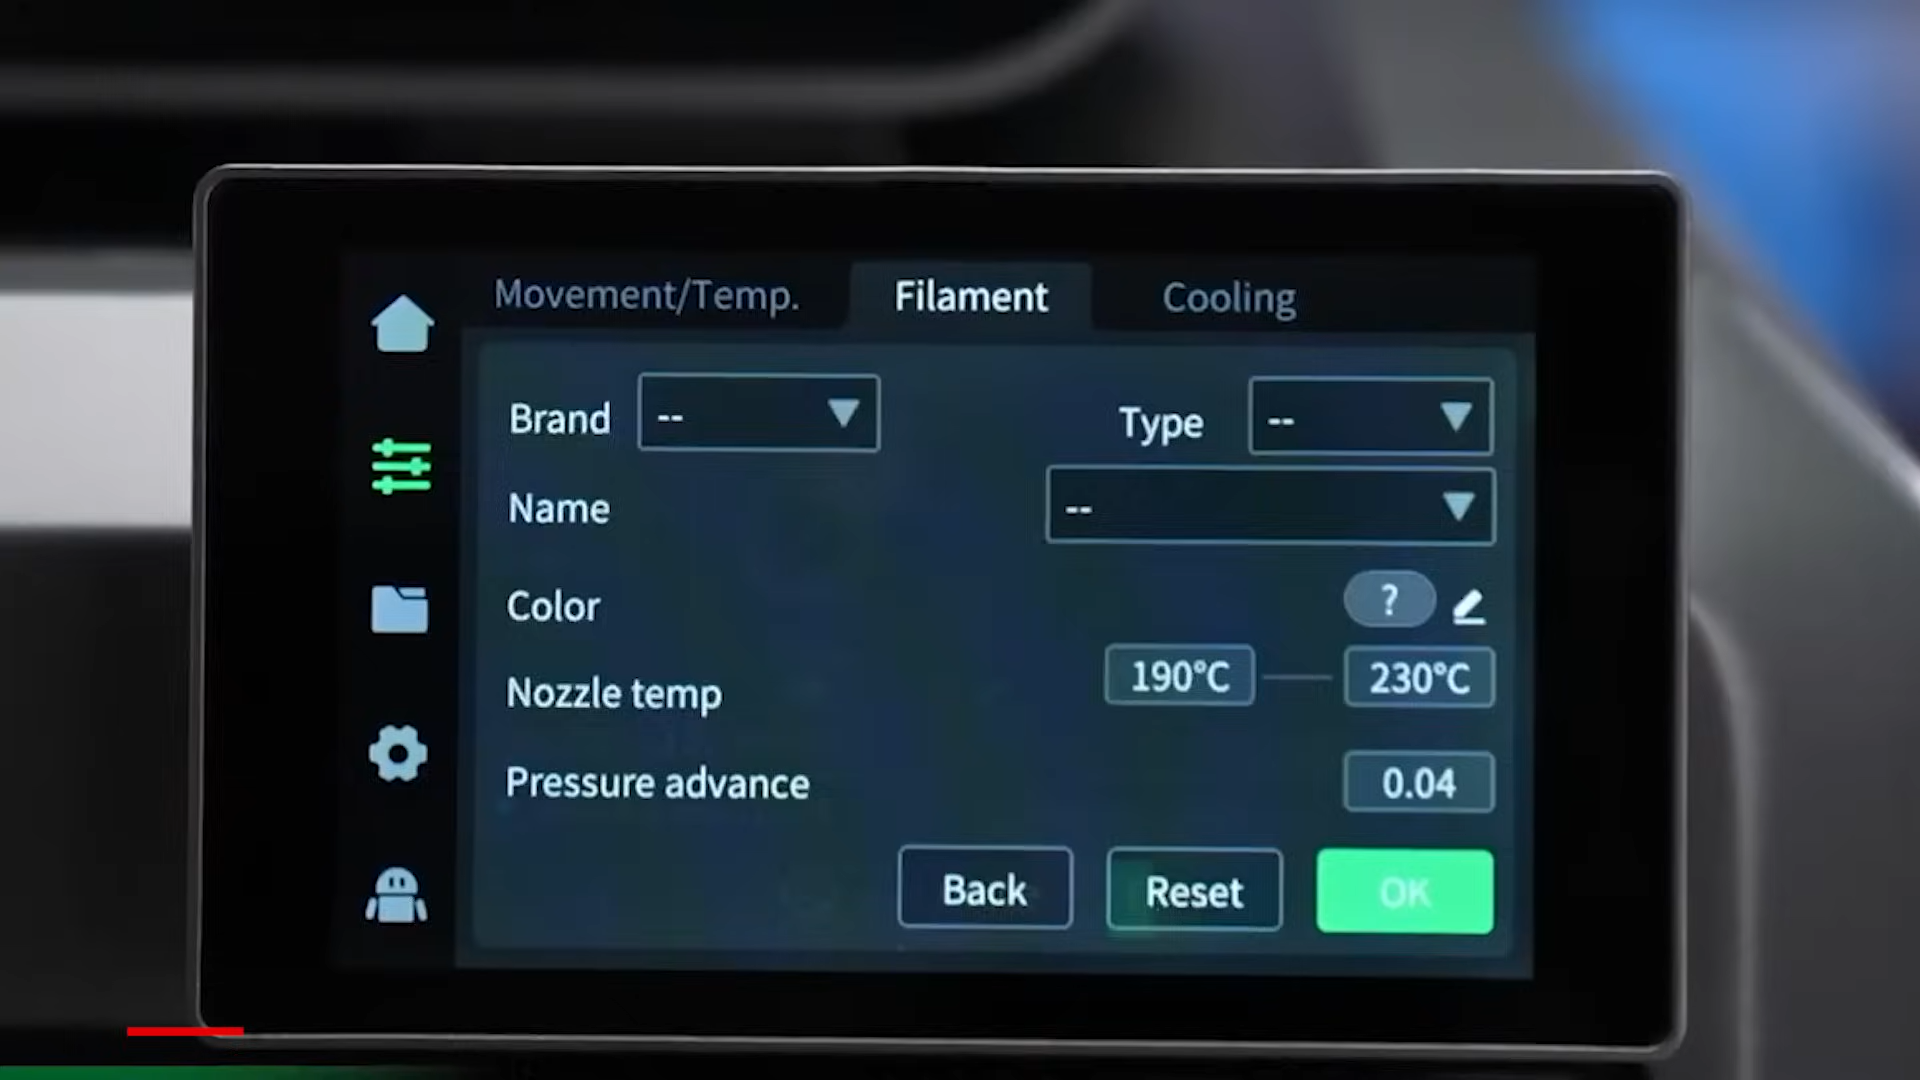 Movement/Temp. Filament Cooling
Brand -- Type --
Name --
Color ?
Nozzle temp 190°C 230°C
Pressure advance 0.04
Back Reset OK